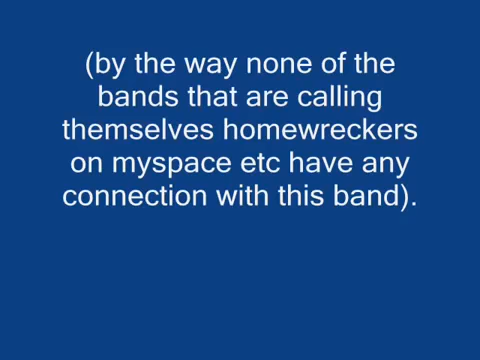 (by the way none of the
bands that are calling
themselves homewreckers
on myspace etc have any
connection with this band).